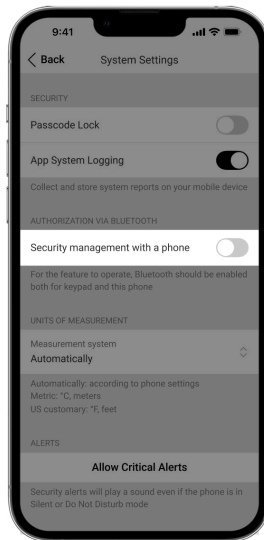 9:41
Back
System Settings
SECURITY
Passcode Lock
App System Logging
Collect and store system reports on your mobile device
AUTHORIZATION VIA BLUETOOTH
Security management with a phone
For the feature to operate, Bluetooth should be enabled
both for keypad and this phone
UNITS OF MEASUREMENT
Measurement system
Automatically
Automatically: according to phone settings
Metric: °C, meters
US customary: °F, feet
ALERTS
Allow Critical Alerts
Security alerts will play a sound even if the phone is in
Silent or Do Not Disturb mode